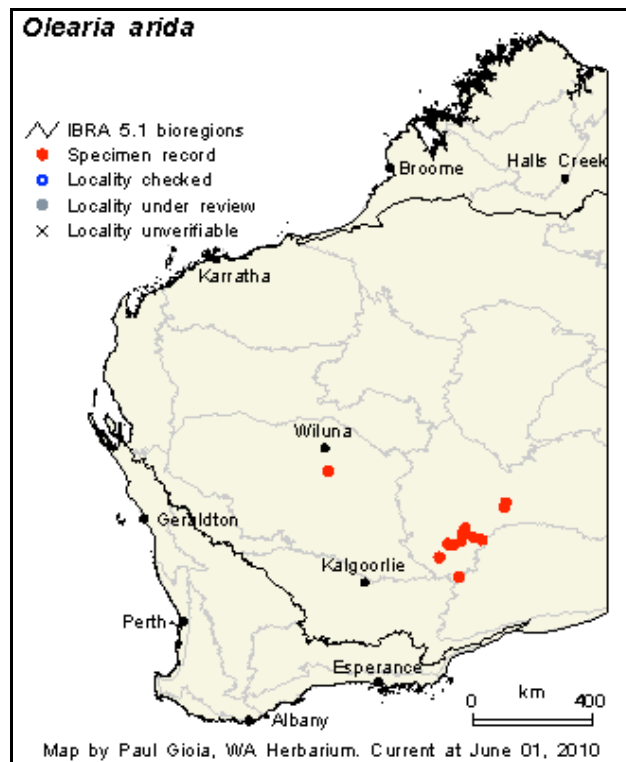 Olearia arida
IBRA 5.1 bioregions
Specimen record
Locality checked
Locality under review
Locality unverifiable
Broome
Halls Creek
Karratha
Wiluna
Geraldton
Kalgoorlie
Perth
Esperance
Albany
km
0 400
Map by Paul Gioia, WA Herbarium. Current at June 01, 2010